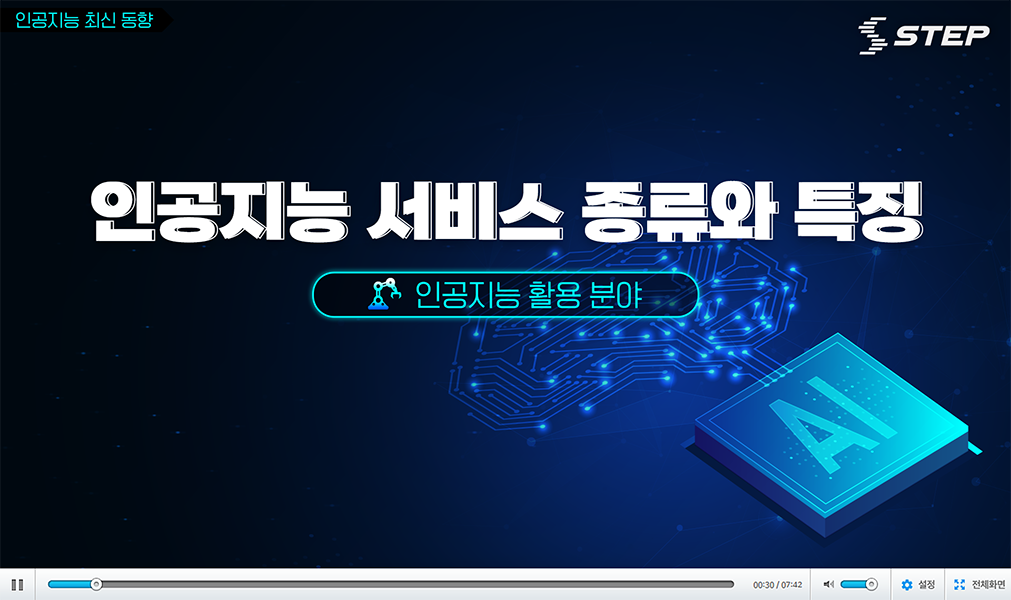 인공지능 최신 동향
STEP
인공지능 서비스 종류와 특징
인공지능 활용 분야
AI
00:30 / 07:42
설정
전체화면